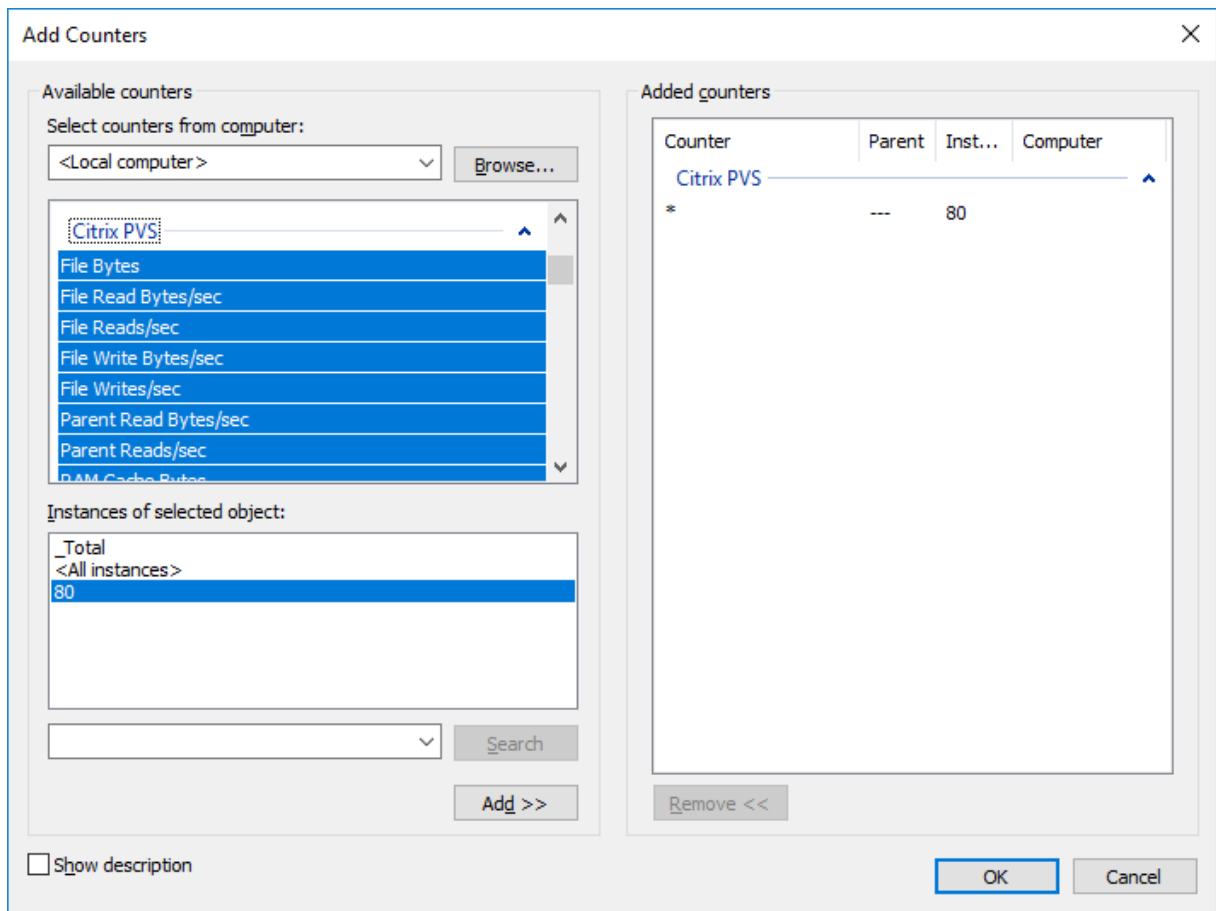 Add Counters
Available counters
Select counters from computer:
<Local computer>
Browse...
Citrix PVS
File Bytes
File Read Bytes/sec
File Reads/sec
File Write Bytes/sec
File Writes/sec
Parent Read Bytes/sec
Parent Reads/sec
RAM Cache Bytes
Instances of selected object:
_Total
<All instances>
80
Search
Add >>
Show description
Added counters
Counter Parent Inst... Computer
Citrix PVS
* --- 80
Remove <<
OK Cancel